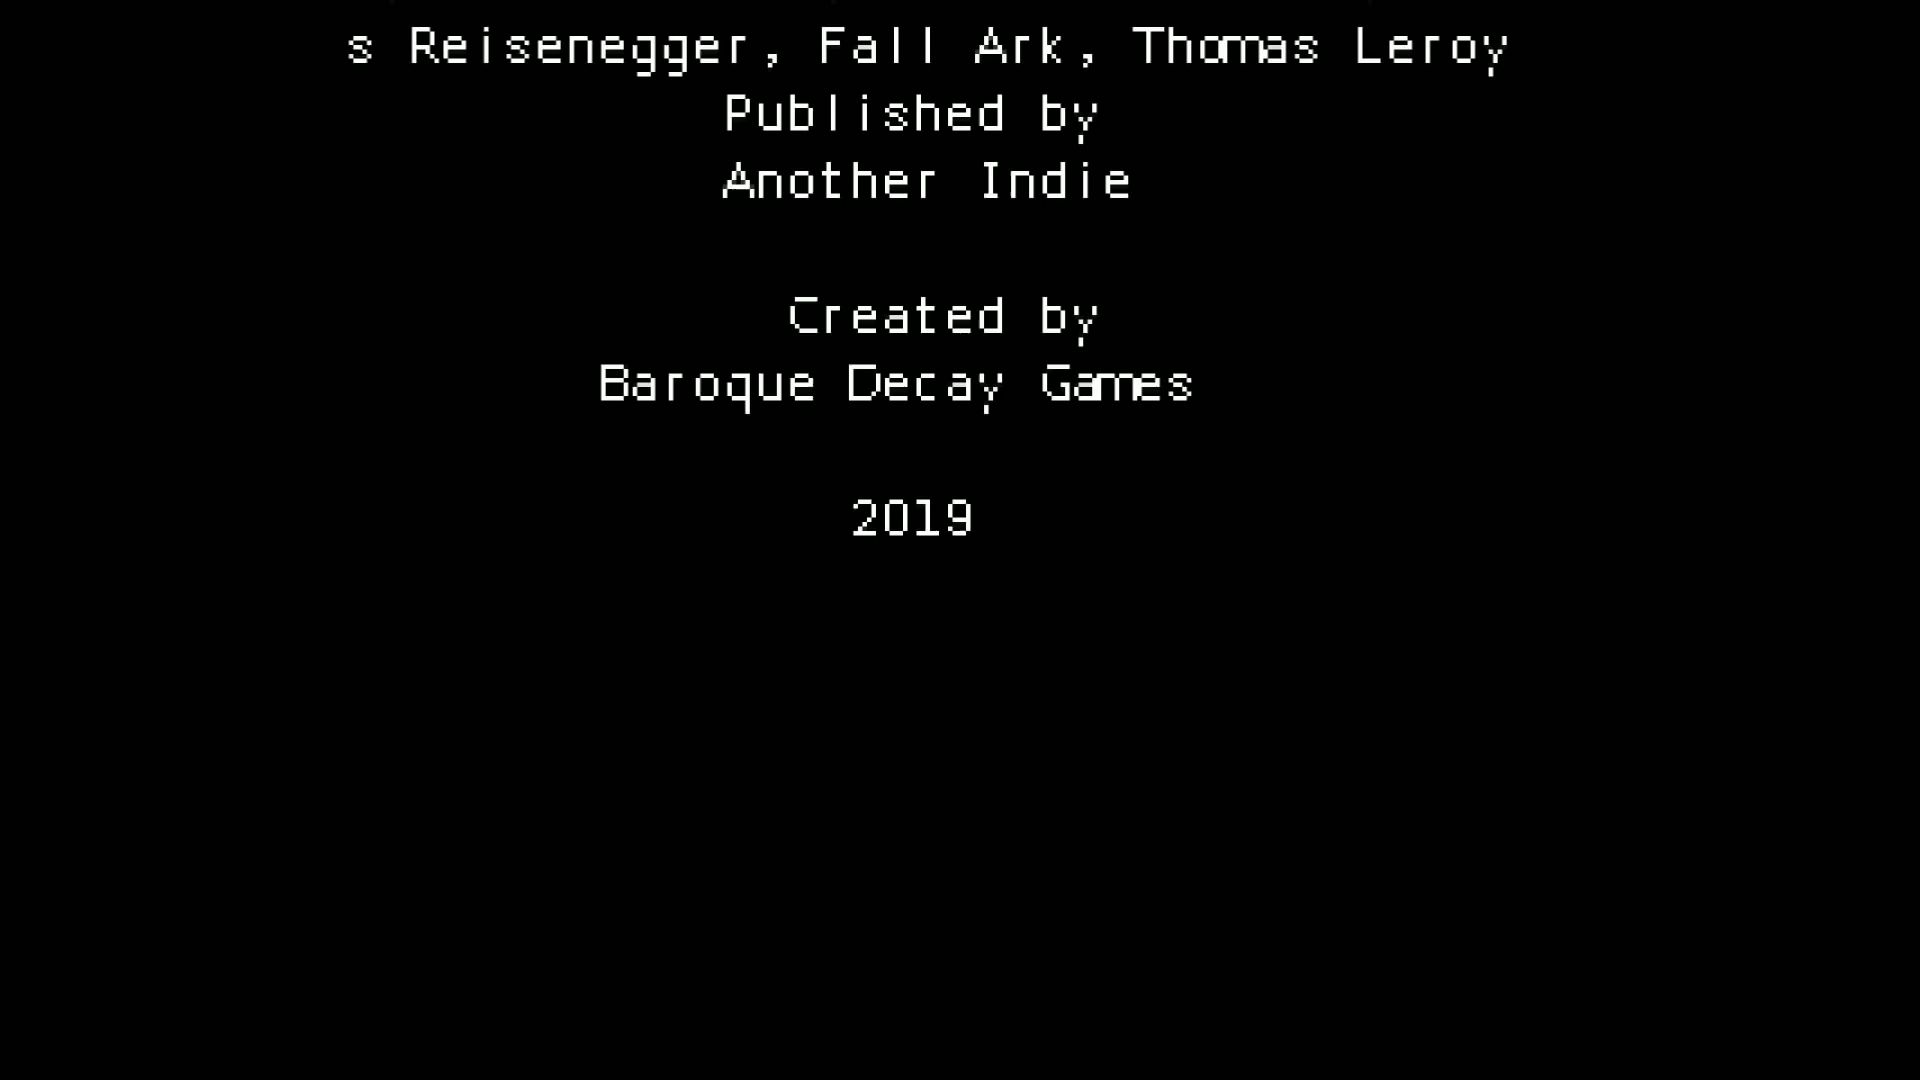 s Reisenegger, Fall Ark, Thomas Leroy
Published by
Another Indie
Created by
Baroque Decay Games
2019